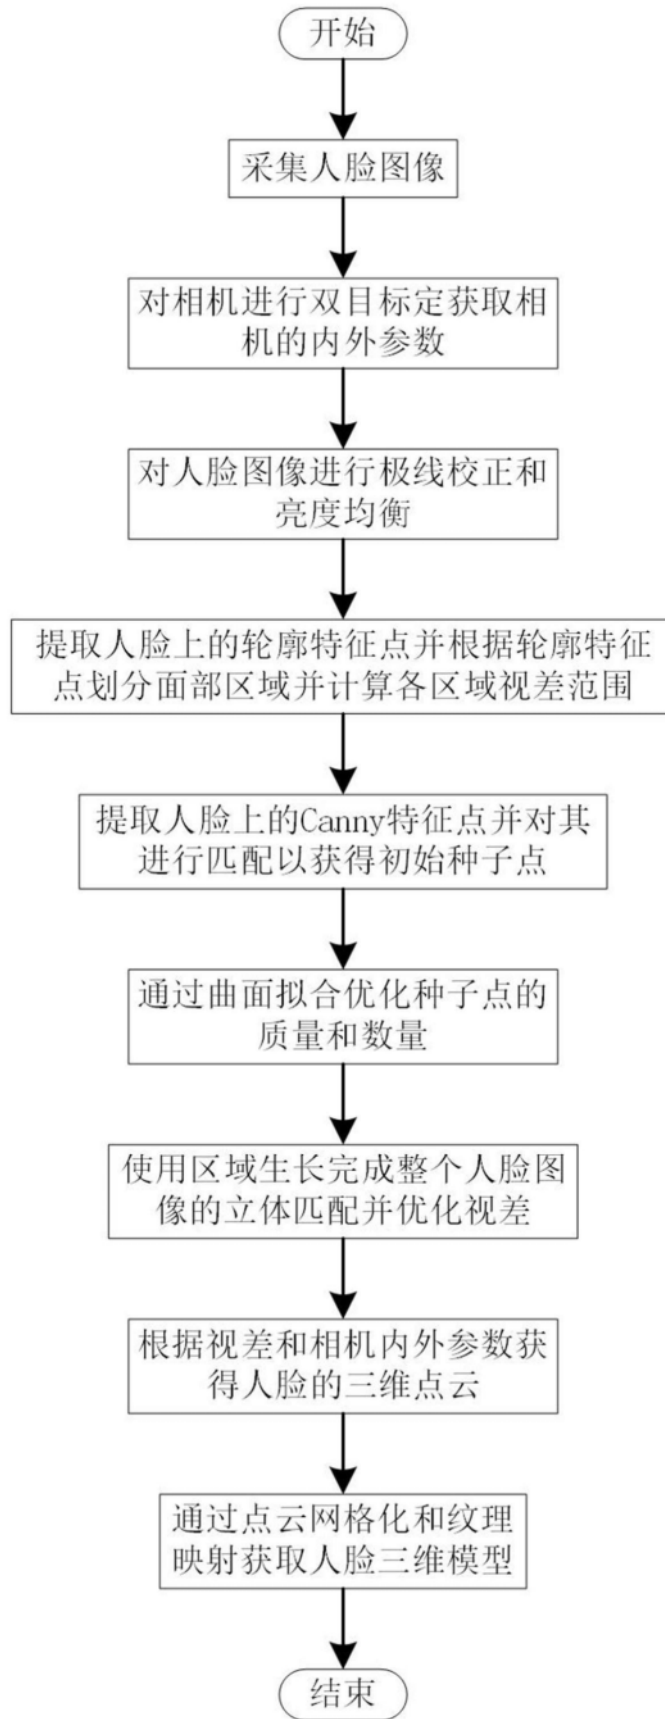 开始
采集人脸图像
对相机进行双目标定获取相
机的内外参数
对人脸图像进行极线校正和
亮度均衡
提取人脸上的轮廓特征点并根据轮廓特征
点划分面部区域并计算各区域视差范围
提取人脸上的Canny特征点并对其
进行匹配以获得初始种子点
通过曲面拟合优化种子点的
质量和数量
使用区域生长完成整个人脸图
像的立体匹配并优化视差
根据视差和相机内外参数获
得人脸的三维点云
通过点云网格化和纹理
映射获取人脸三维模型
结束